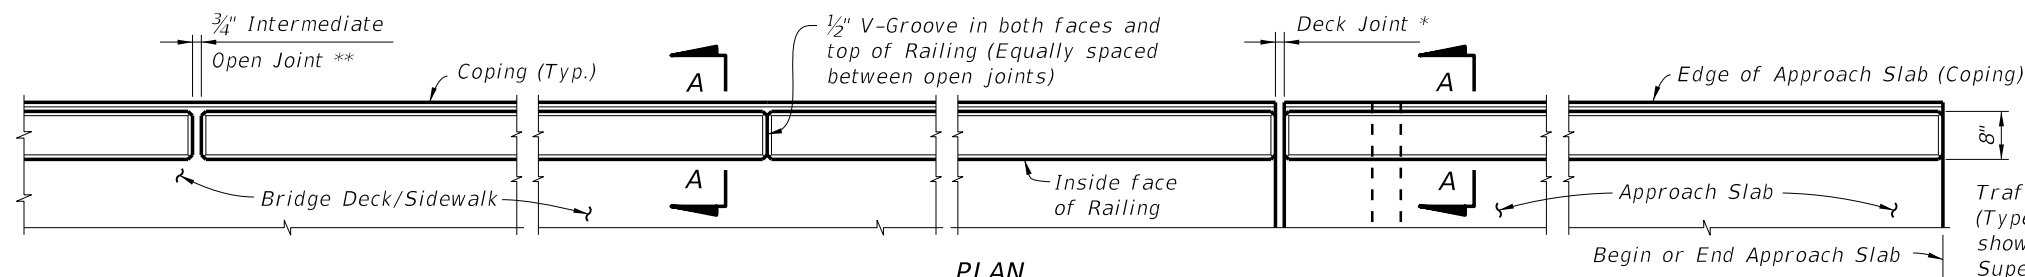 ¾" Intermediate
Open Joint **
Coping (Typ.)
A
½" V-Groove in both faces and
top of Railing (Equally spaced
between open joints)
Deck Joint *
A
Edge of Approach Slab (Coping)
8"
Bridge Deck/Sidewalk
A
Inside face
of Railing
A
Approach Slab
Begin or End Approach Slab
PLAN